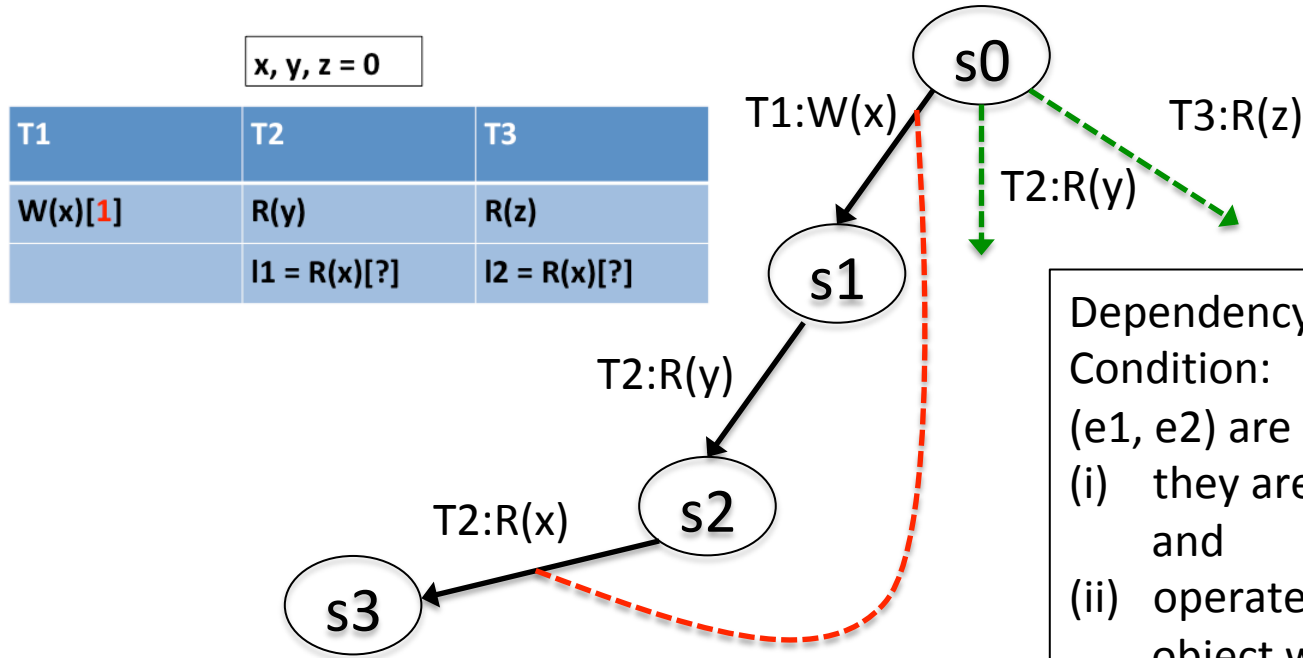 x, y, z = 0
T1 T2 T3
W(x)[1] R(y) R(z)
l1 = R(x)[?] l2 = R(x)[?]
s0
T1:W(x)
T3:R(z)
T2:R(y)
s1
T2:R(y)
s2
T2:R(x)
s3
Dependency
Condition:
(e1, e2) are
(i) they are
and
(ii) operate
object